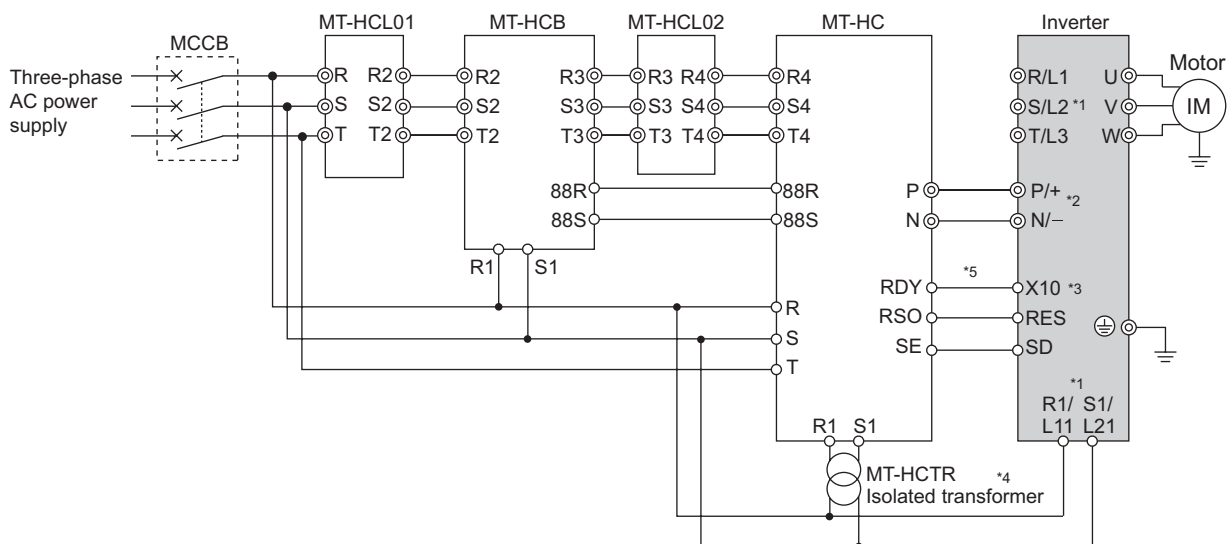 MT-HCL01 MT-HCB MT-HCL02 MT-HC Inverter
MCCB
Motor
Three-phase
AC power
supply
R R2 R2 R3 R3 R4 R4 R/L1 U
S S2 S2 S3 S3 S4 S4 S/L2 *1 V IM
T T2 T2 T3 T3 T4 T4 T/L3 W
88R 88R P P/+ *2
88S 88S N N/−
R1 S1
RDY *5 X10 *3
R RSO RES
S SE SD
T
*1
R1/ S1/
L11 L21
R1 S1
MT-HCTR *4
Isolated transformer